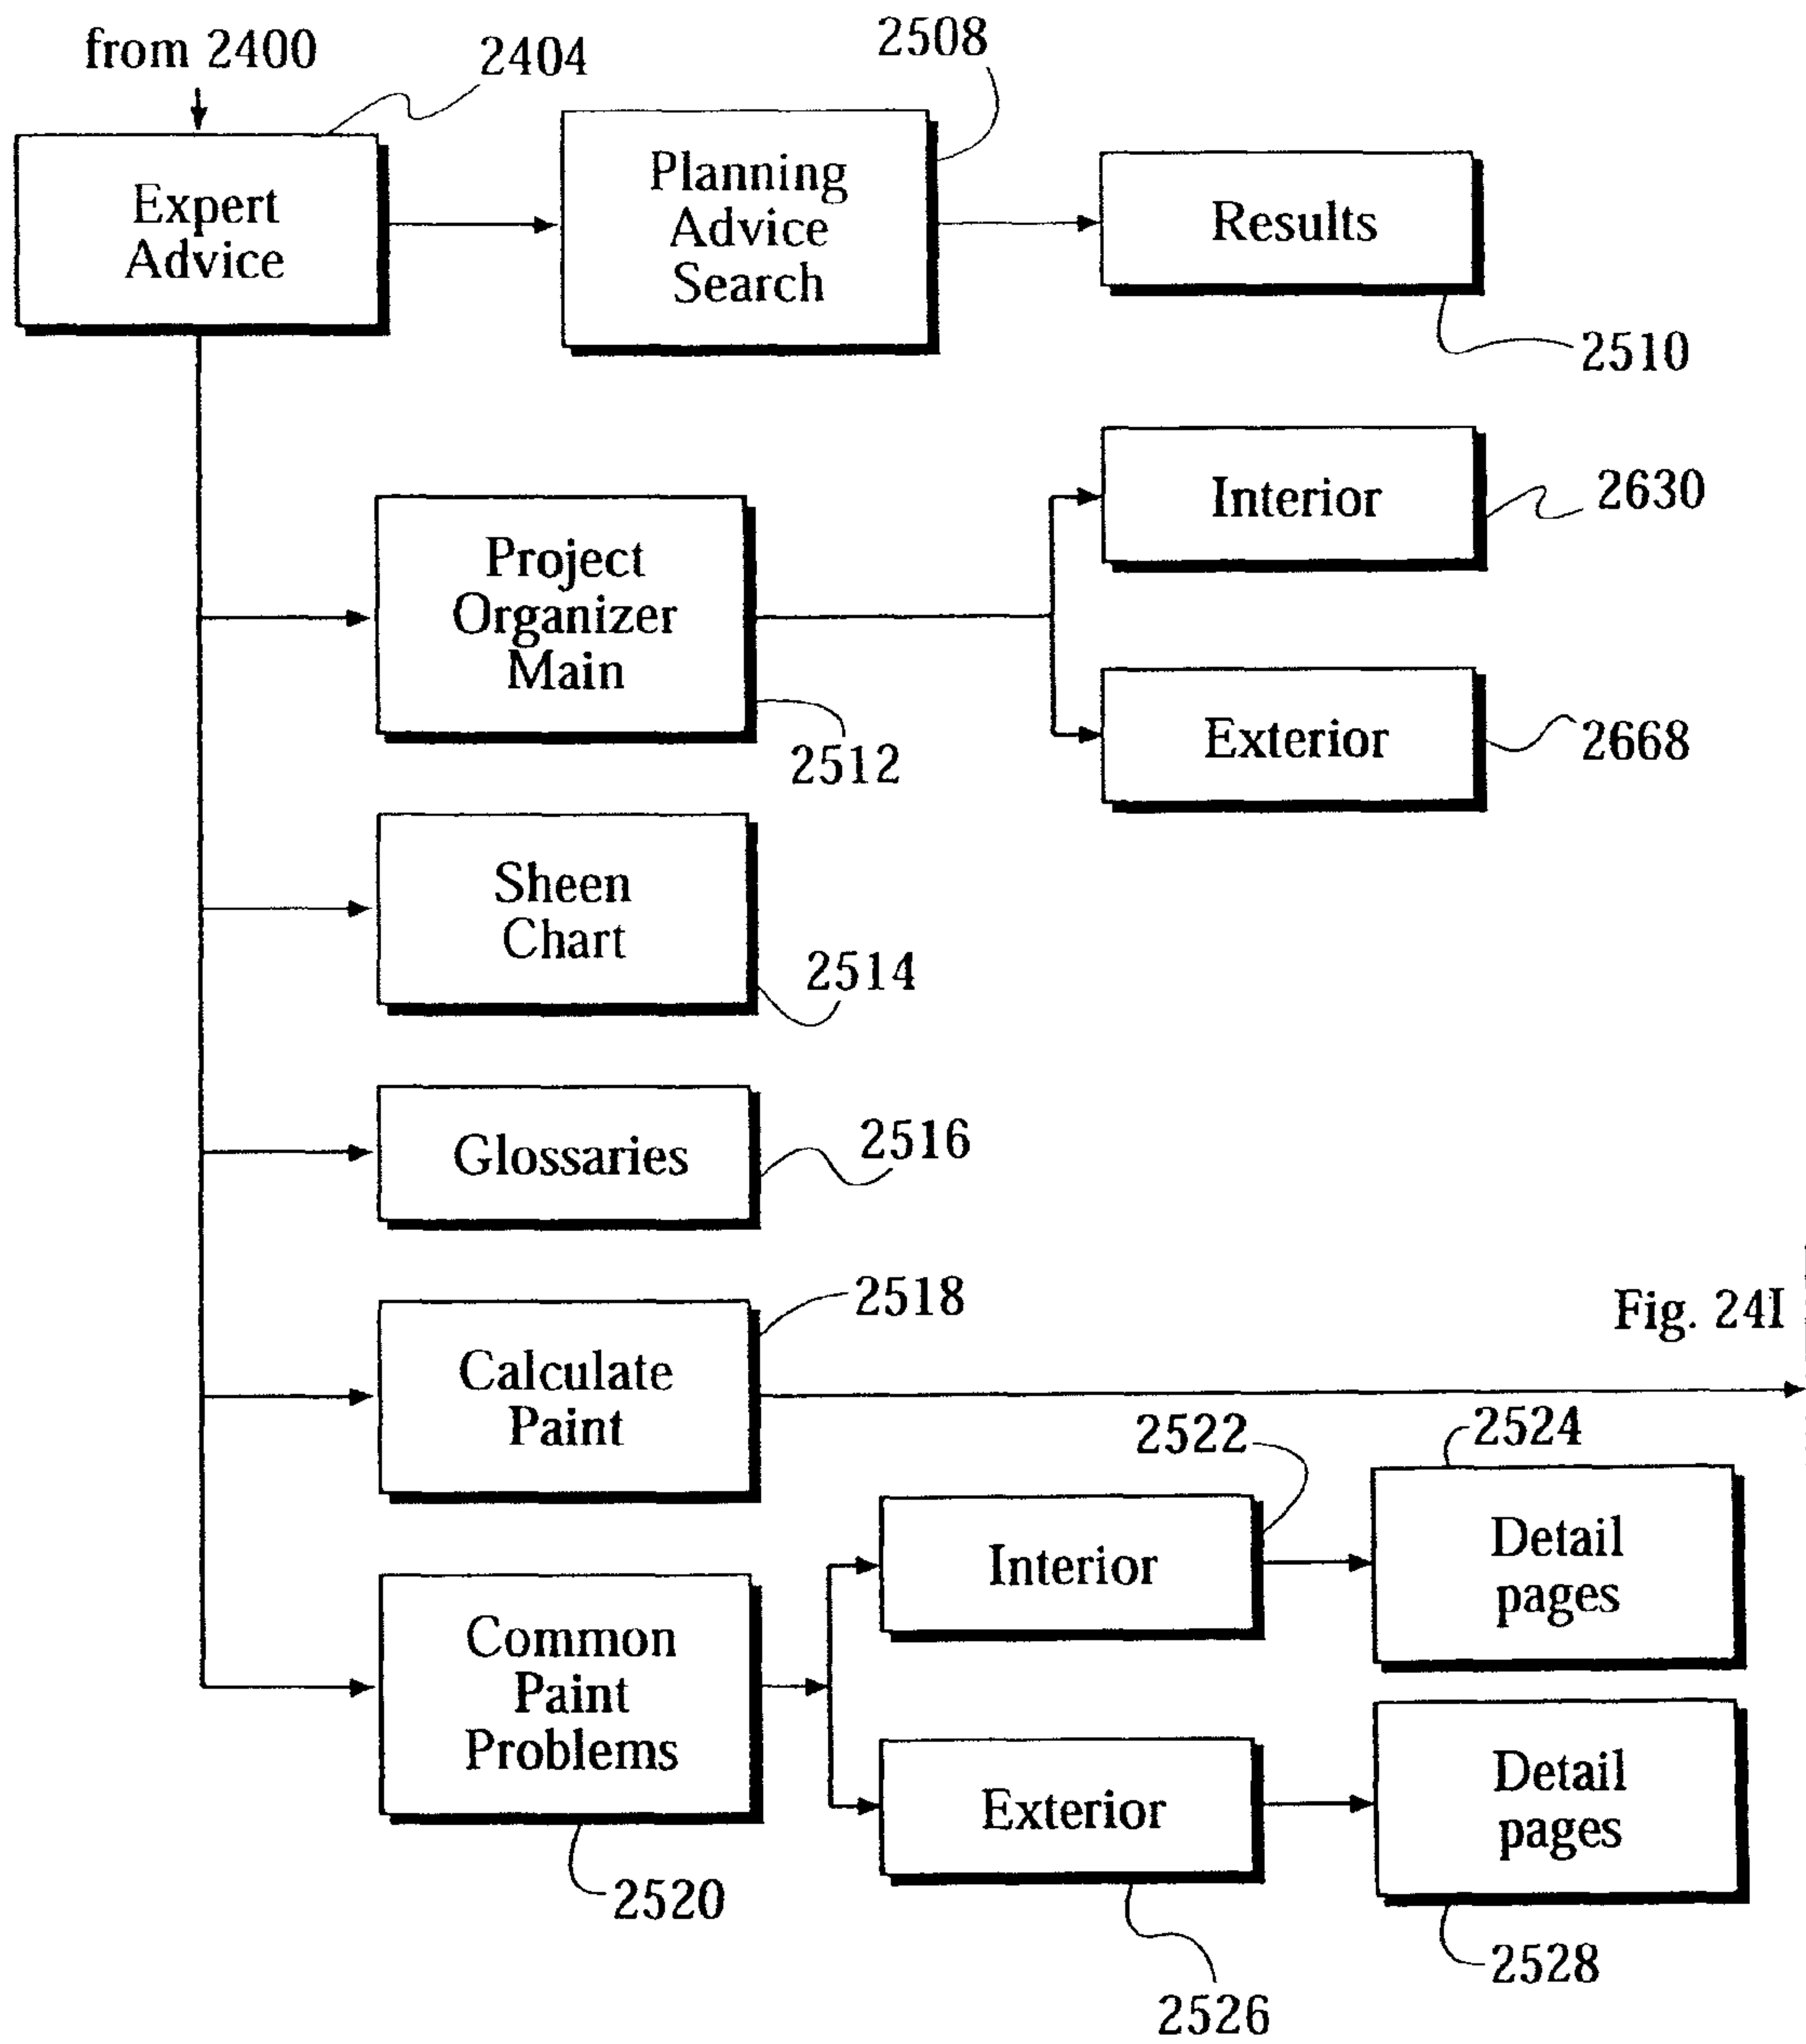 from 2400
2404
2508
Expert
Advice
Planning
Advice
Search
Results
2510
Interior
2630
Project
Organizer
Main
2512
Exterior
2668
Sheen
Chart
2514
Glossaries
2516
2518
Calculate
Paint
Fig. 24I
2522
2524
Interior
Detail
pages
Common
Paint
Problems
2520
Exterior
2526
Detail
pages
2528